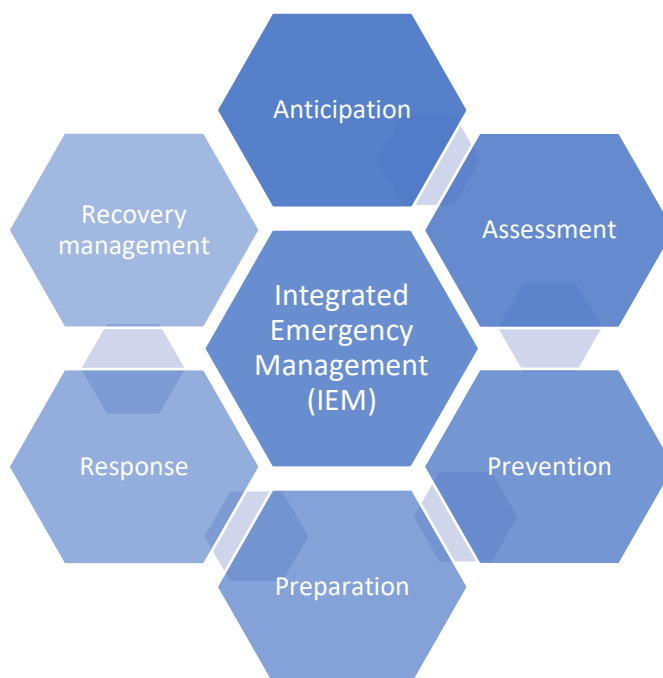 Anticipation
Assessment
Prevention
Preparation
Response
Recovery
management
Integrated
Emergency
Management
(IEM)